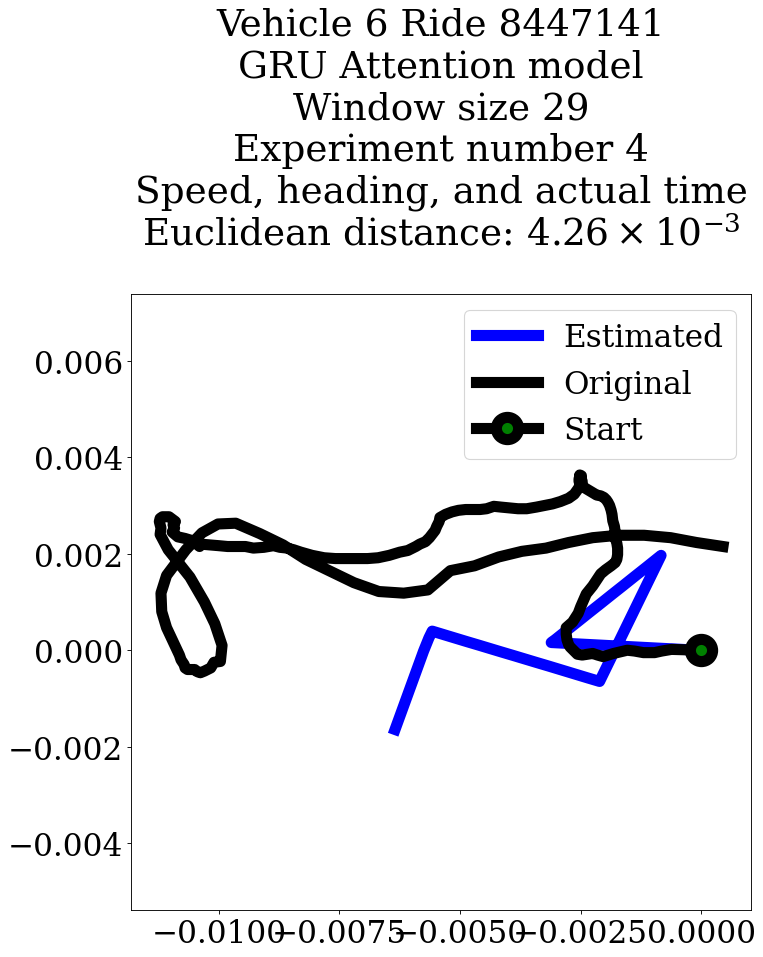 Vehicle 6 Ride 8447141
GRU Attention model
Window size 29
Experiment number 4
Speed, heading, and actual time
Euclidean distance: 4.26 × 10⁻³
Estimated
Original
Start
0.006
0.004
0.002
0.000
−0.002
−0.004
−0.0100 −0.0075 −0.0050 −0.0025 0.0000